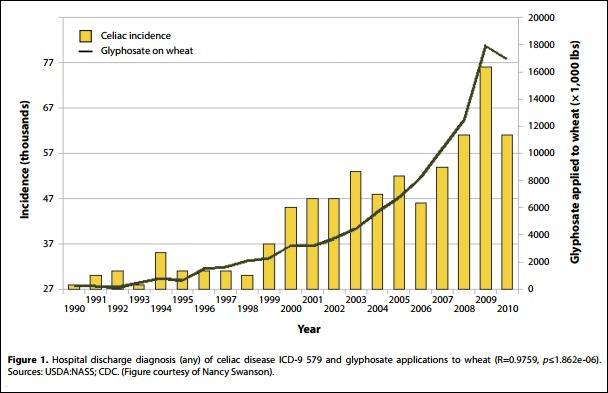 Celiac incidence
Glyphosate on wheat
Incidence (thousands)
77
67
57
47
37
27
Glyphosate applied to wheat (× 1,000 lbs)
20000
18000
16000
14000
12000
10000
8000
6000
4000
2000
0
1990 1991 1992 1993 1994 1995 1996 1997 1998 1999 2000 2001 2002 2003 2004 2005 2006 2007 2008 2009 2010
Year
Figure 1. Hospital discharge diagnosis (any) of celiac disease ICD-9 579 and glyphosate applications to wheat (R=0.9759, p≤1.862e-06).
Sources: USDA:NASS; CDC. (Figure courtesy of Nancy Swanson).